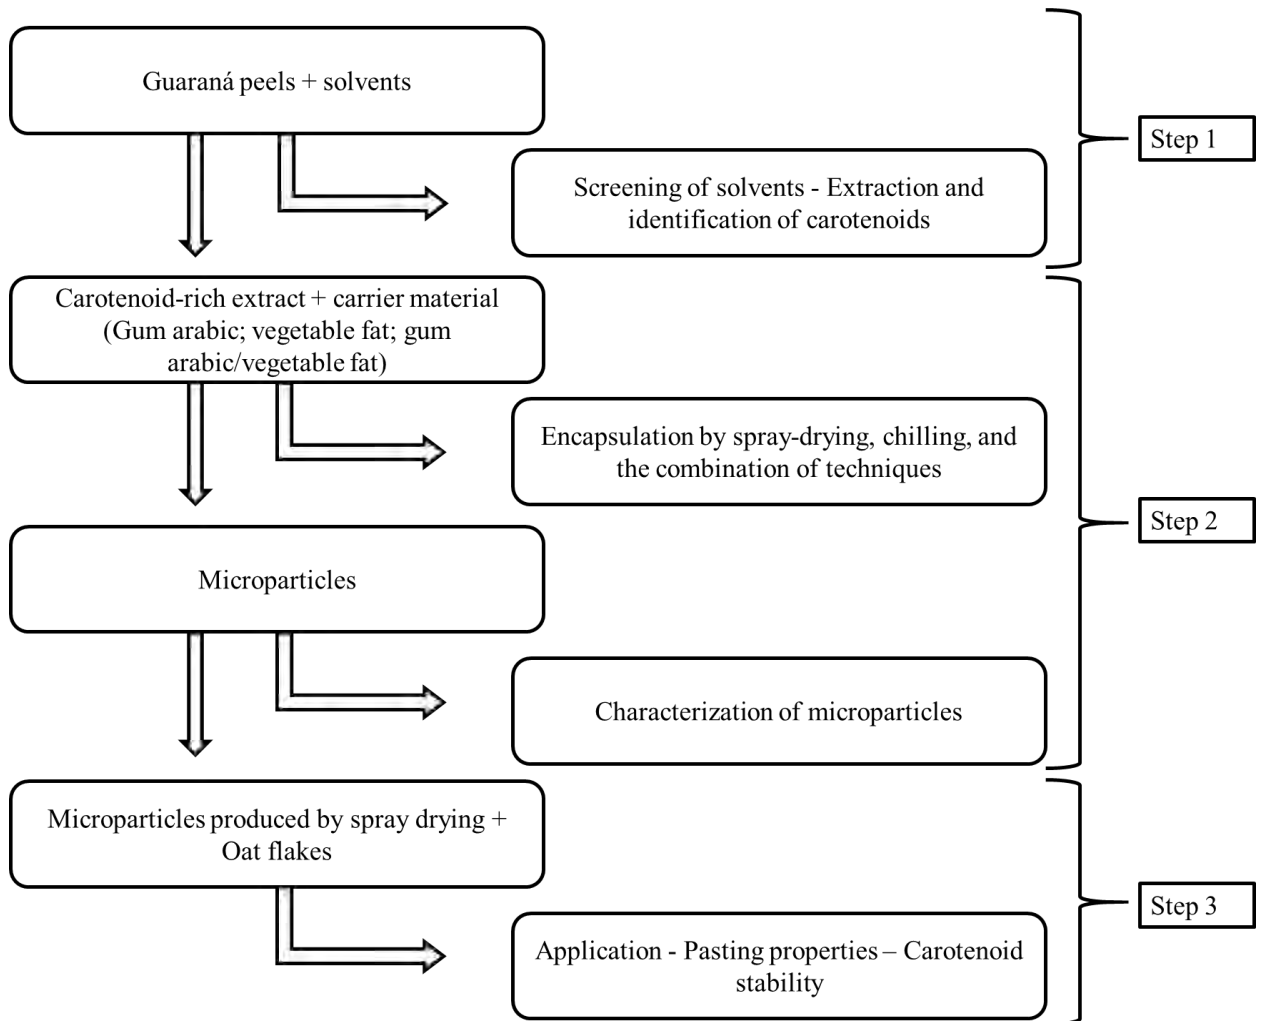 Guaraná peels + solvents
Step 1
Screening of solvents - Extraction and
identification of carotenoids
Carotenoid-rich extract + carrier material
(Gum arabic; vegetable fat; gum
arabic/vegetable fat)
Encapsulation by spray-drying, chilling, and
the combination of techniques
Step 2
Microparticles
Characterization of microparticles
Microparticles produced by spray drying +
Oat flakes
Step 3
Application - Pasting properties – Carotenoid
stability